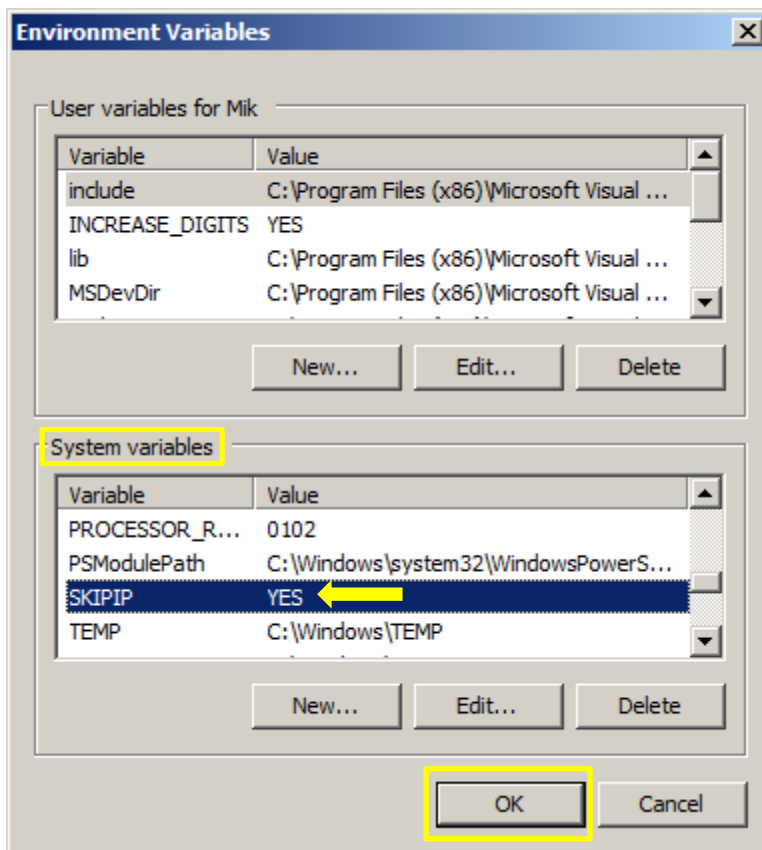 Environment Variables
User variables for Mik
Variable Value
include C:\Program Files (x86)\Microsoft Visual ...
INCREASE_DIGITS YES
lib C:\Program Files (x86)\Microsoft Visual ...
MSDevDir C:\Program Files (x86)\Microsoft Visual ...
New... Edit... Delete
System variables
Variable Value
PROCESSOR_R... 0102
PSModulePath C:\Windows\system32\WindowsPowerS...
SKIPIP YES
TEMP C:\Windows\TEMP
New... Edit... Delete
OK Cancel